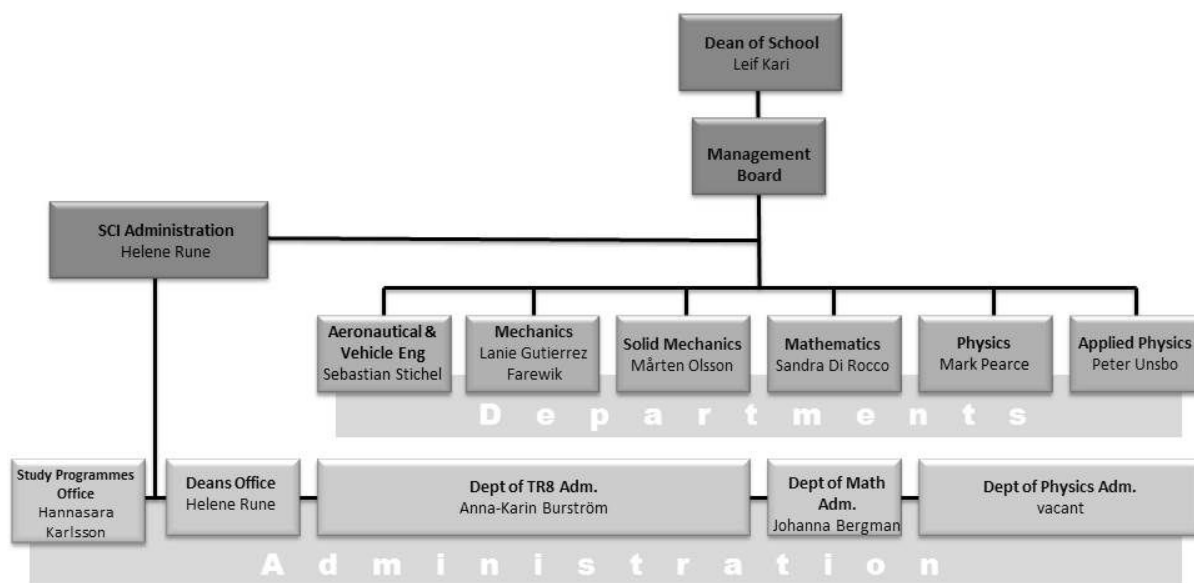 Dean of School
Leif Kari
Management
Board
SCI Administration
Helene Rune
Aeronautical &
Vehicle Eng
Sebastian Stichel
Mechanics
Lanie Gutierrez
Farewik
Solid Mechanics
Mårten Olsson
Mathematics
Sandra Di Rocco
Physics
Mark Pearce
Applied Physics
Peter Unsbo
Departments
Study Programmes
Office
Hannasara
Karlsson
Deans Office
Helene Rune
Dept of TR8 Adm.
Anna-Karin Burström
Dept of Math
Adm.
Johanna Bergman
Dept of Physics Adm.
vacant
Administration